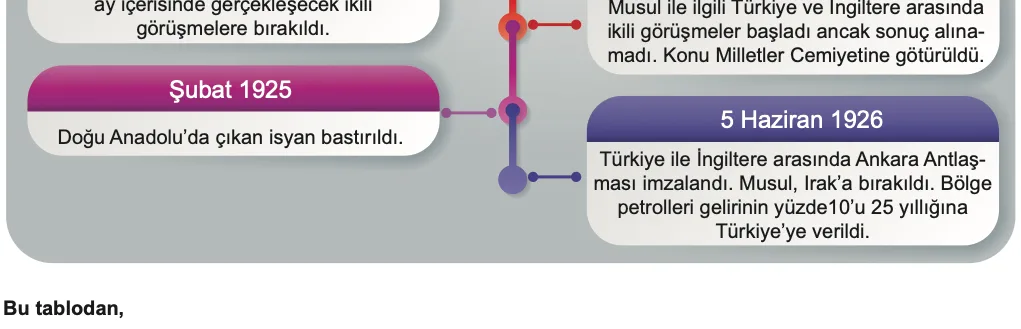 ay içerisinde gerçekleşecek ikili
görüşmelere bırakıldı.
Musul ile ilgili Türkiye ve İngiltere arasında
ikili görüşmeler başladı ancak sonuç alına-
madı. Konu Milletler Cemiyetine götürüldü.
Şubat 1925
Doğu Anadolu’da çıkan isyan bastırıldı.
5 Haziran 1926
Türkiye ile İngiltere arasında Ankara Antlaş-
ması imzalandı. Musul, Irak’a bırakıldı. Bölge
petrolleri gelirinin yüzde10’u 25 yıllığına
Türkiye’ye verildi.
Bu tablodan,